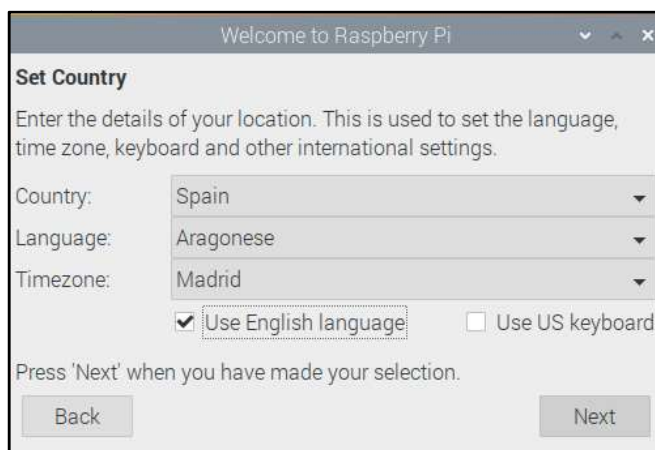 Welcome to Raspberry Pi
Set Country
Enter the details of your location. This is used to set the language,
time zone, keyboard and other international settings.
Country: Spain
Language: Aragonese
Timezone: Madrid
Use English language Use US keyboard
Press 'Next' when you have made your selection.
Back Next